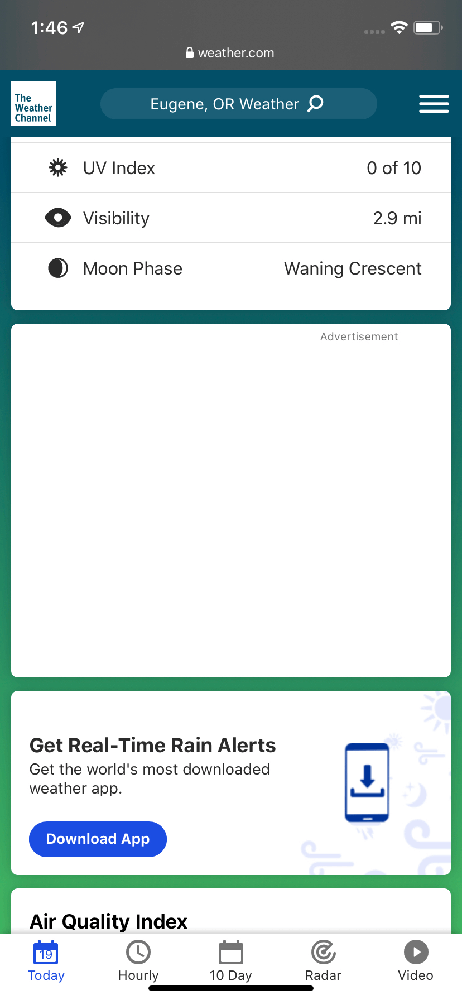 1:46
weather.com
The
Weather
Channel
Eugene, OR Weather
UV Index 0 of 10
Visibility 2.9 mi
Moon Phase Waning Crescent
Advertisement
Get Real-Time Rain Alerts
Get the world's most downloaded
weather app.
Download App
Air Quality Index
19
Today Hourly 10 Day Radar Video